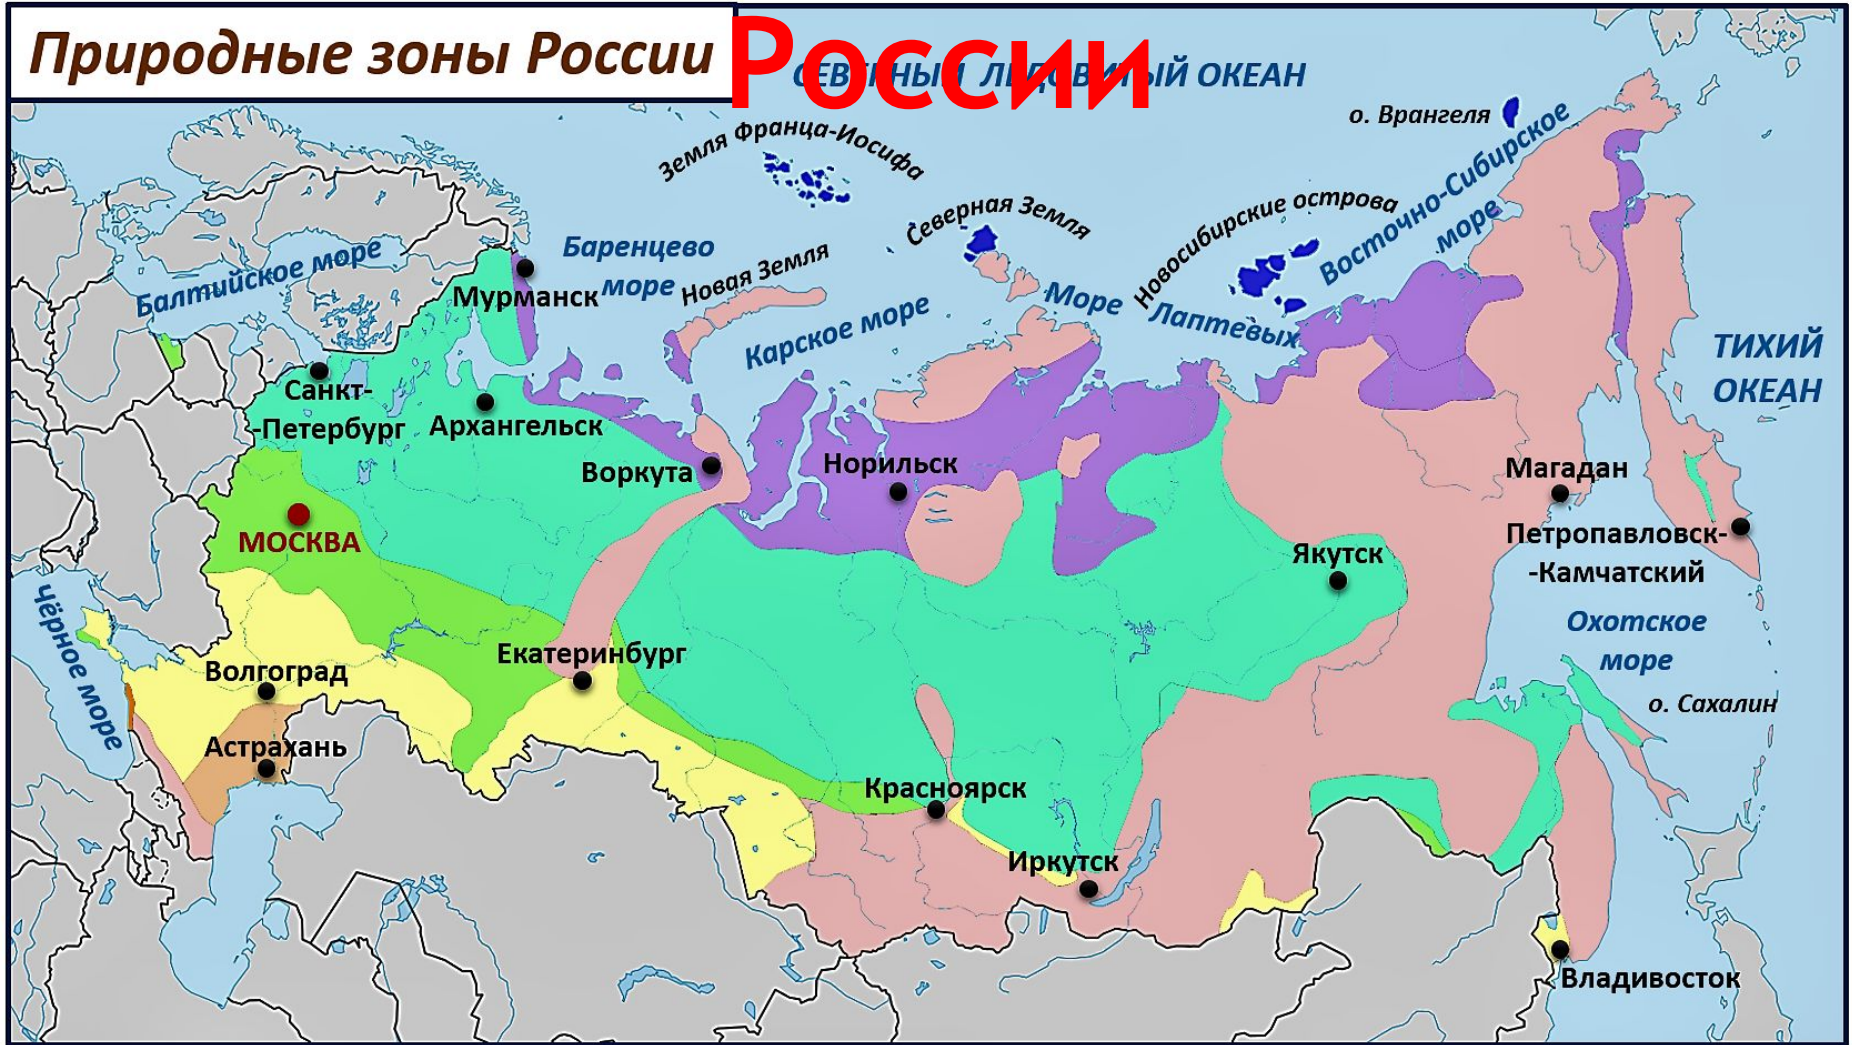 Природные зоны России
России
СЕВЕРНЫЙ ЛЕДОВИТЫЙ ОКЕАН
о. Врангеля
Земля Франца-Иосифа
Северная Земля
Новосибирские острова
Восточно-Сибирское
море
Баренцево
море
Новая Земля
Балтийское море
Мурманск
Карское море
Море Лаптевых
ТИХИЙ
ОКЕАН
Санкт-
-Петербург
Архангельск
Воркута
Норильск
Магадан
МОСКВА
Якутск
Петропавловск-
-Камчатский
Чёрное море
Охотское
море
Екатеринбург
Волгоград
о. Сахалин
Астрахань
Красноярск
Иркутск
Владивосток